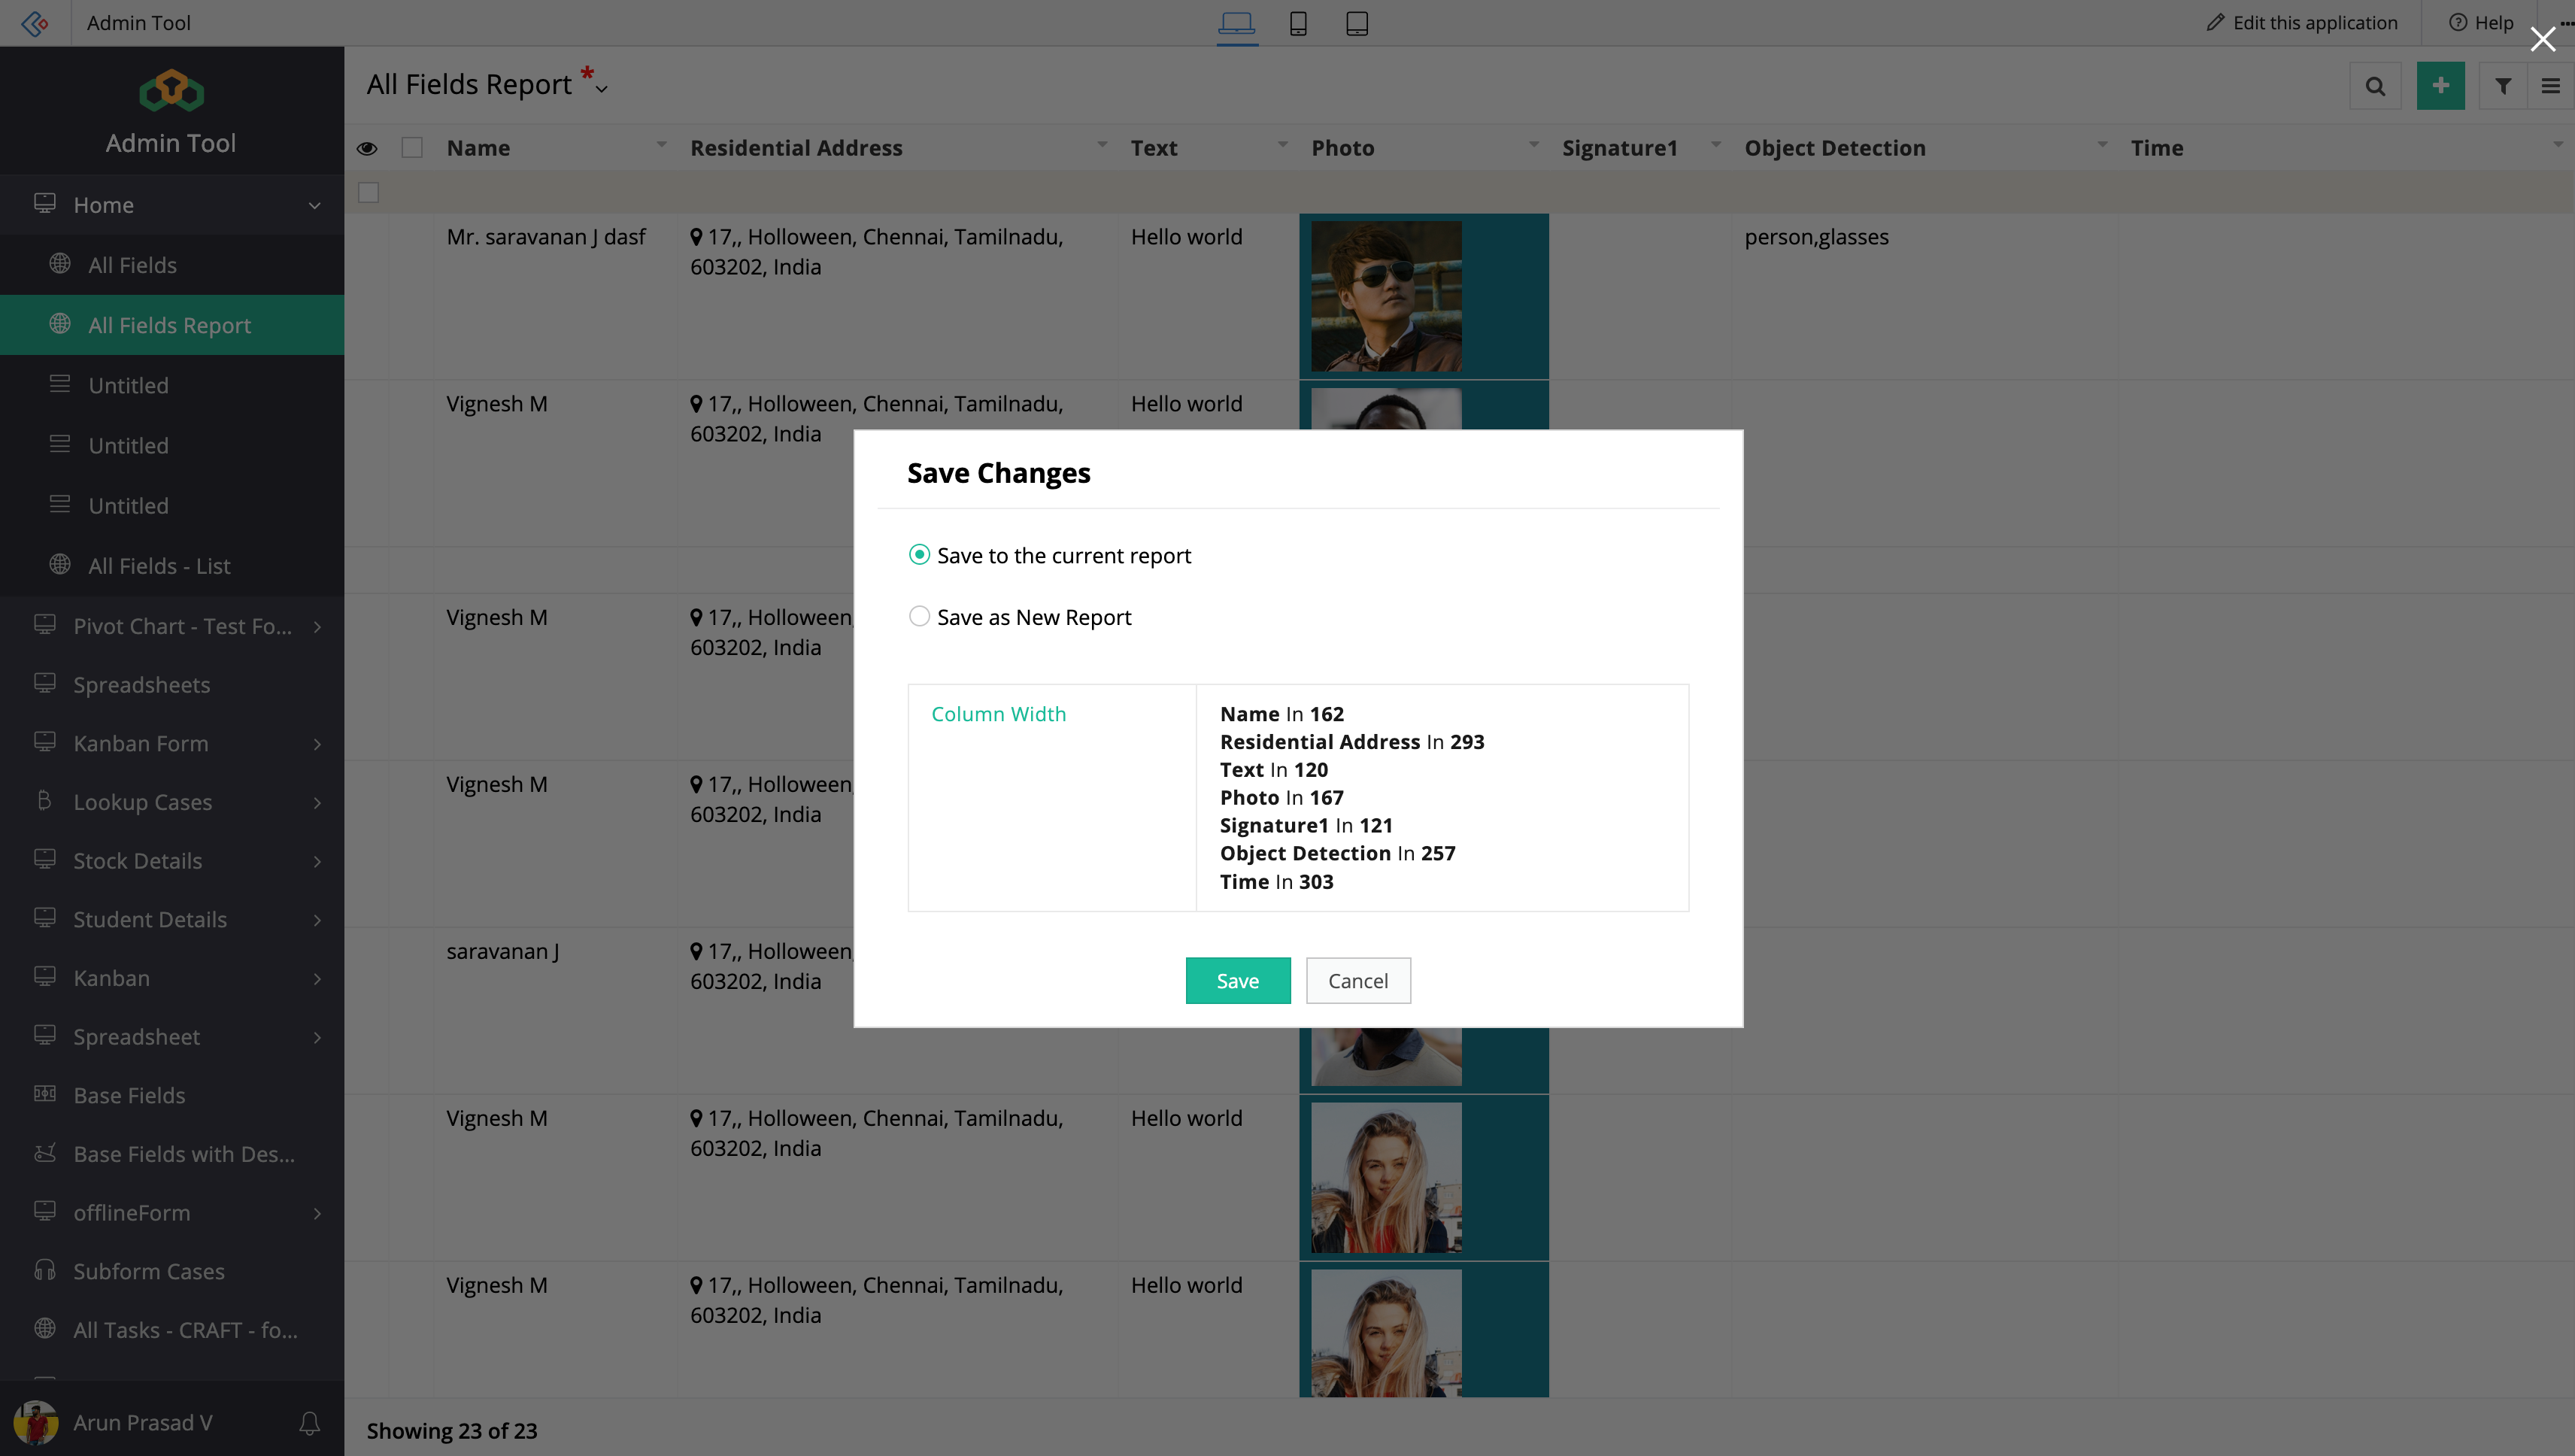 Admin Tool
Edit this application
Help
Admin Tool
Home
All Fields
All Fields Report
Untitled
Untitled
Untitled
All Fields - List
Pivot Chart - Test Fo...
Spreadsheets
Kanban Form
Lookup Cases
Stock Details
Student Details
Kanban
Spreadsheet
Base Fields
Base Fields with Des...
offlineForm
Subform Cases
All Tasks - CRAFT - fo...
Arun Prasad V
All Fields Report *
Name Residential Address Text Photo Signature1 Object Detection Time
Mr. saravanan J dasf 17,, Holloween, Chennai, Tamilnadu, Hello world person,glasses
603202, India
Vignesh M 17,, Holloween, Chennai, Tamilnadu, Hello world
603202, India
Vignesh M 17,, Holloween,
603202, India
Vignesh M 17,, Holloween,
603202, India
saravanan J 17,, Holloween,
603202, India
Vignesh M 17,, Holloween, Chennai, Tamilnadu, Hello world
603202, India
Vignesh M 17,, Holloween, Chennai, Tamilnadu, Hello world
603202, India
Showing 23 of 23
Save Changes
Save to the current report
Save as New Report
Column Width
Name In 162
Residential Address In 293
Text In 120
Photo In 167
Signature1 In 121
Object Detection In 257
Time In 303
Save
Cancel